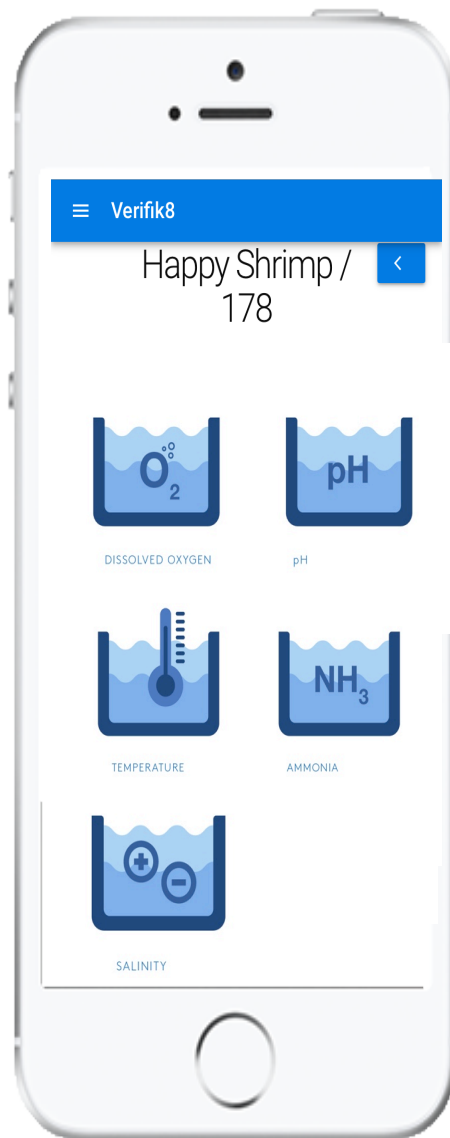 Verifik8
Happy Shrimp /
178
O2
pH
DISSOLVED OXYGEN
pH
NH3
TEMPERATURE
AMMONIA
SALINITY